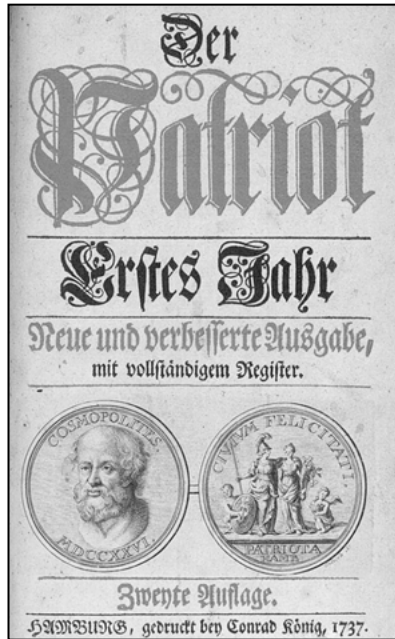 Der
Patriot
Erſtes Jahr
Neue und verbeſſerte Ausgabe,
mit vollſtändigem Regiſter.
COSMOPOLITES.
MDCCXXVI.
CIVIVM FELICITATI.
PATRIOTA
Zweyte Auflage.
HAMBURG, gedruckt bey Conrad König, 1737.